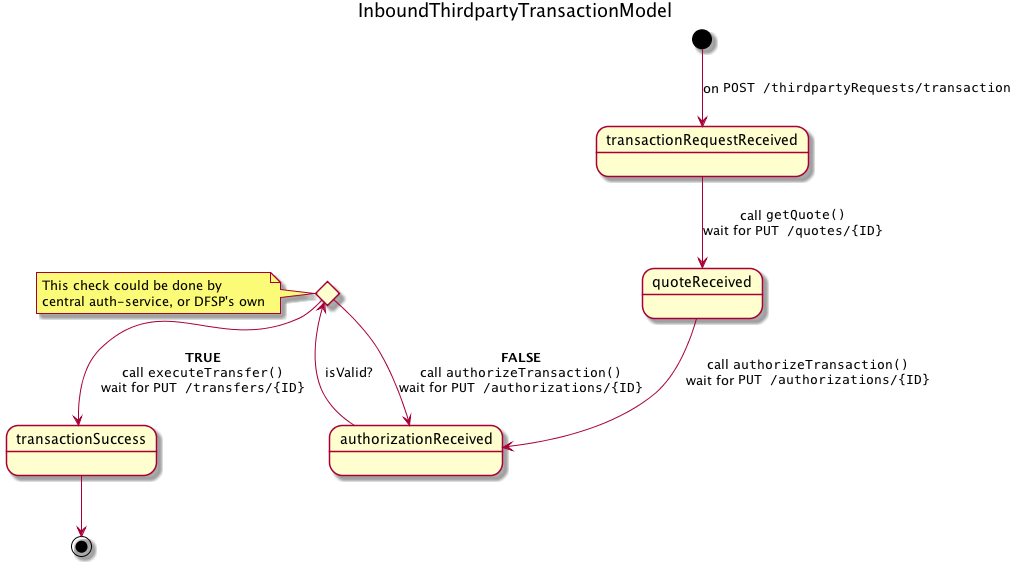 InboundThirdpartyTransactionModel
on POST /thirdpartyRequests/transaction
transactionRequestReceived
call getQuote()
wait for PUT /quotes/{ID}
quoteReceived
This check could be done by
central auth-service, or DFSP's own
TRUE
call executeTransfer()
wait for PUT /transfers/{ID}
isValid?
FALSE
call authorizeTransaction()
wait for PUT /authorizations/{ID}
call authorizeTransaction()
wait for PUT /authorizations/{ID}
transactionSuccess
authorizationReceived